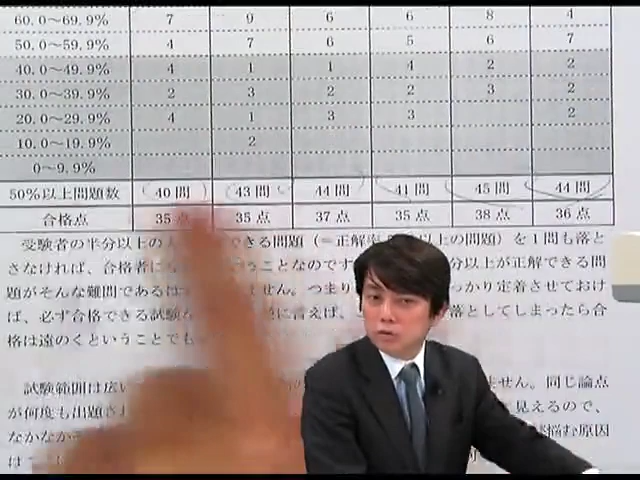 60.0～69.9% 7 9 6 6 8 4
50.0～59.9% 4 7 6 5 6 7
40.0～49.9% 4 1 1 4 2 2
30.0～39.9% 2 3 2 2 3 2
20.0～29.9% 4 1 3 3 2
10.0～19.9% 2
0～9.9%
50%以上問題数 40問 43問 44問 41問 45問 44問
合格点 35点 35点 37点 35点 38点 36点
受験者の半分以上の できる問題（＝正解率 以上の問題）を1問も落と
さなければ、合格者に うことなのです 分以上が正解できる問
題がそんな難問であるは せん。つまり っかり定着させておけ
ば、必ず合格できる試験 に言えば、 落としてしまったら合
格は遠のくということでも
試験範囲は広い ません。同じ論点
が何度も出題さ 見えるので、
なかなか 悩む原因
は